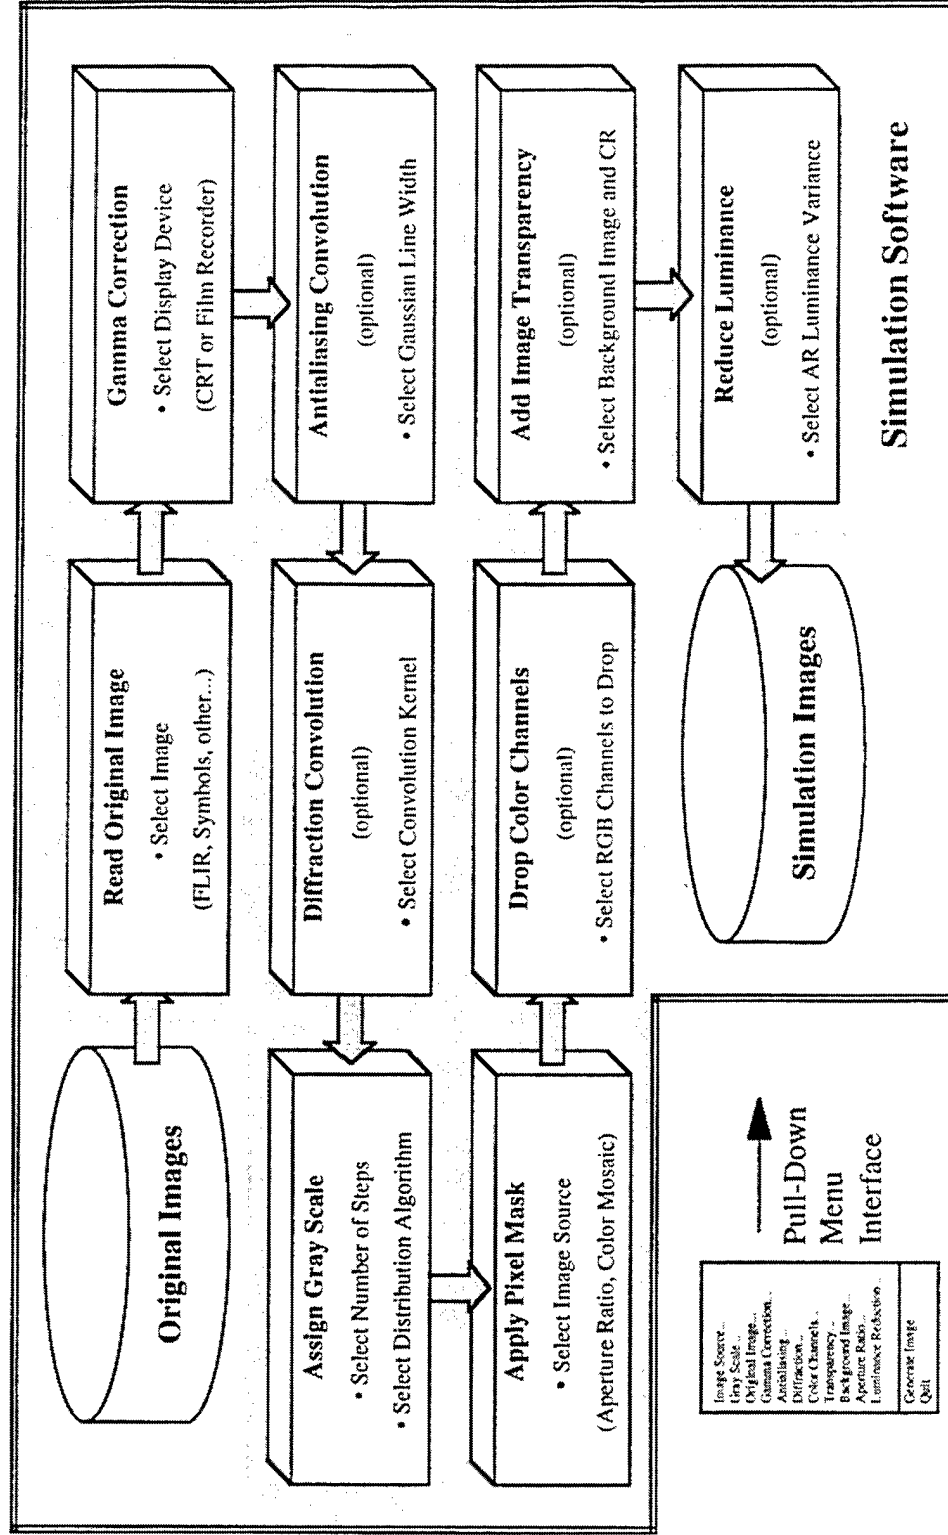 Original Images
Read Original Image
• Select Image
(FLIR, Symbols, other...)
Gamma Correction
• Select Display Device
(CRT or Film Recorder)
Antialiasing Convolution
(optional)
• Select Gaussian Line Width
Diffraction Convolution
(optional)
• Select Convolution Kernel
Assign Gray Scale
• Select Number of Steps
• Select Distribution Algorithm
Apply Pixel Mask
• Select Image Source
(Aperture Ratio, Color Mosaic)
Drop Color Channels
(optional)
• Select RGB Channels to Drop
Add Image Transparency
(optional)
• Select Background Image and CR
Reduce Luminance
(optional)
• Select AR Luminance Variance
Simulation Images
Simulation Software
Image Source...
Gray Scale...
Original Image...
Gamma Correction...
Antialiasing...
Diffraction...
Color Channels...
Transparency...
Background Image...
Aperture Ratio...
Luminance Reduction...
Generate Image
Quit
Pull-Down
Menu
Interface